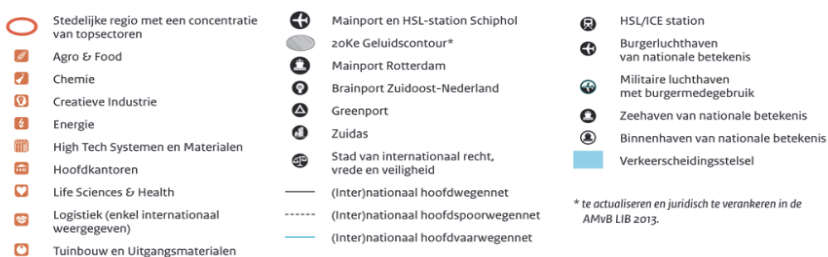 Stedelijke regio met een concentratie
van topsectoren
Agro & Food
Chemie
Creatieve Industrie
Energie
High Tech Systemen en Materialen
Hoofdkantoren
Life Sciences & Health
Logistiek (enkel internationaal
weergegeven)
Tuinbouw en Uitgangsmaterialen
Mainport en HSL-station Schiphol
20Ke Geluidscontour*
Mainport Rotterdam
Brainport Zuidoost-Nederland
Greenport
Zuidas
Stad van internationaal recht,
vrede en veiligheid
(Inter)nationaal hoofdwegennet
(Inter)nationaal hoofdspoorwegennet
(Inter)nationaal hoofdvaarwegennet
HSL/ICE station
Burgerluchthaven
van nationale betekenis
Militaire luchthaven
met burgermedegebruik
Zeehaven van nationale betekenis
Binnenhaven van nationale betekenis
Verkeerscheidingsstelsel
* te actualiseren en juridisch te verankeren in de
AMvB LIB 2013.